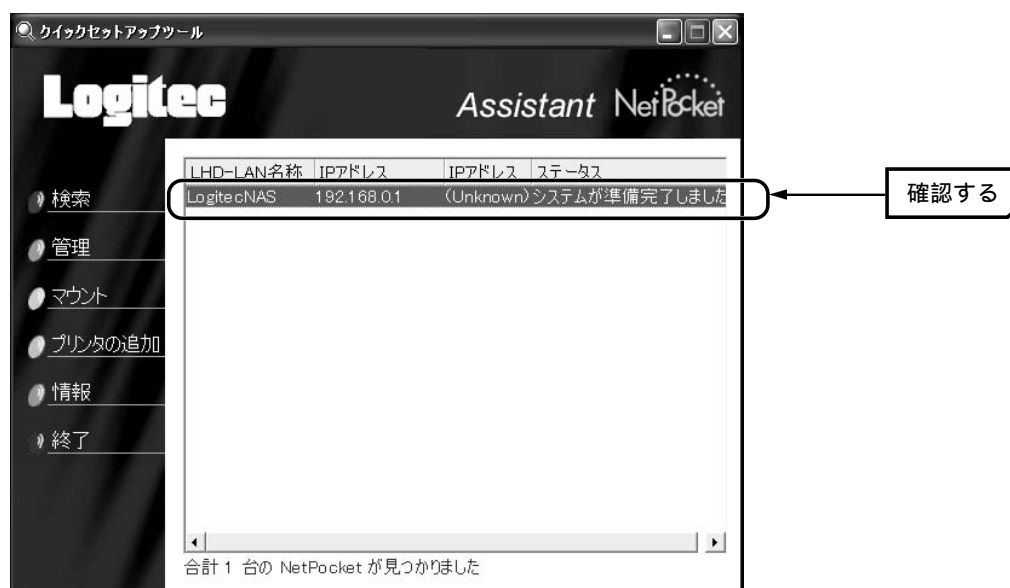 クイックセットアップツール
Logitec
Assistant NetPocket
LHD-LAN名称 IPアドレス IPアドレス ステータス
LogitecNAS 192.168.0.1 (Unknown) システムが準備完了しました
確認する
検索
管理
マウント
プリンタの追加
情報
終了
合計 1 台の NetPocket が見つかりました